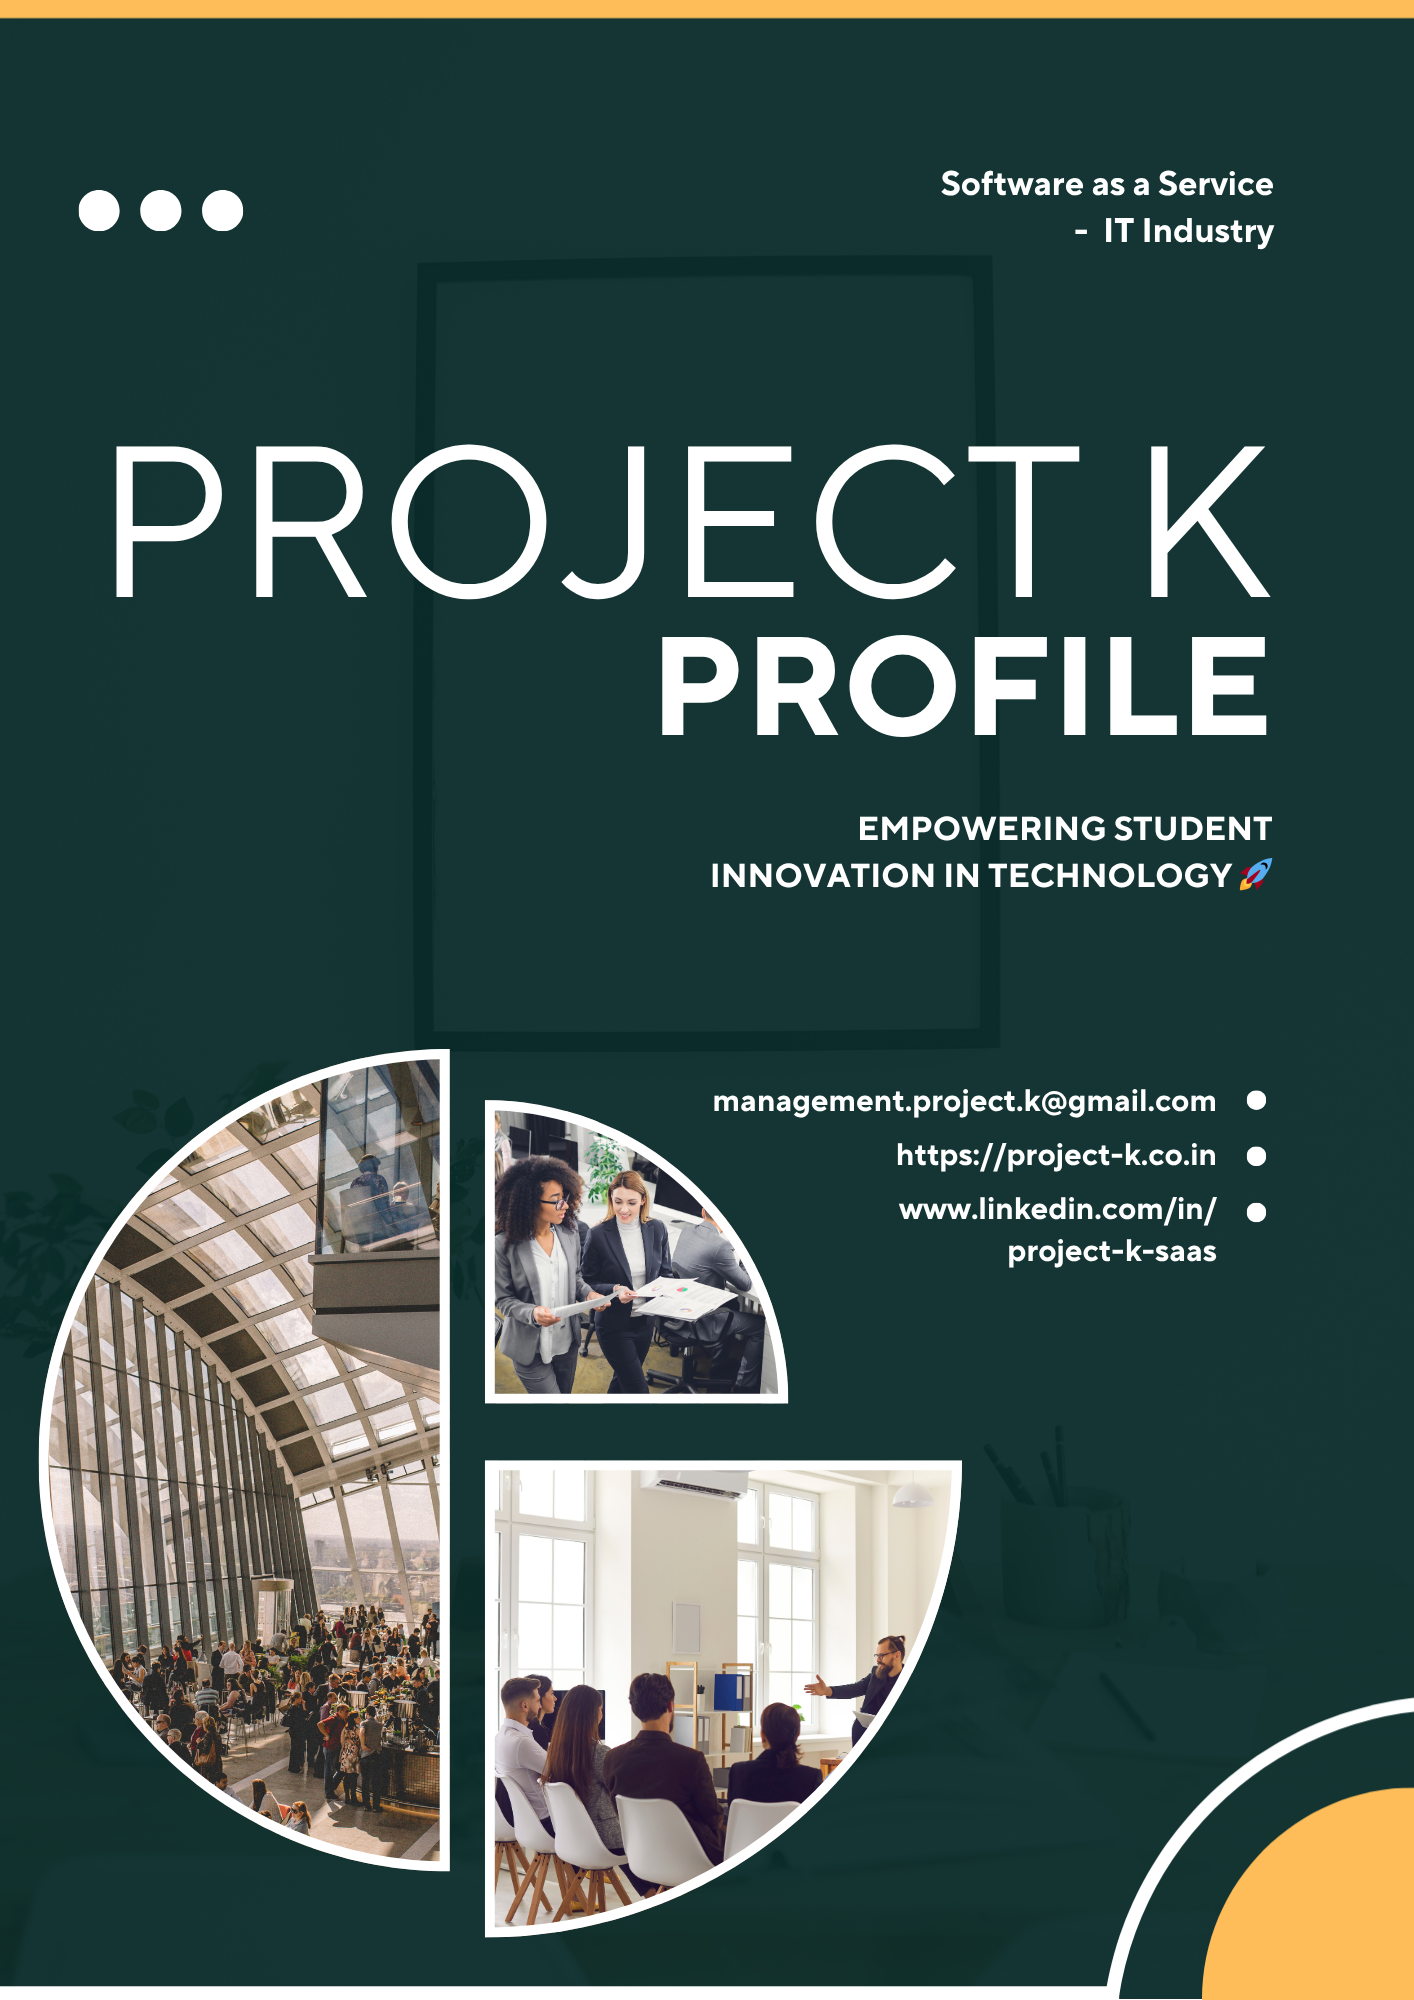 Software as a Service
- IT Industry
PROJECT K
PROFILE
EMPOWERING STUDENT
INNOVATION IN TECHNOLOGY🚀
management.project.k@gmail.com
https://project-k.co.in
www.linkedin.com/in/
project-k-saas